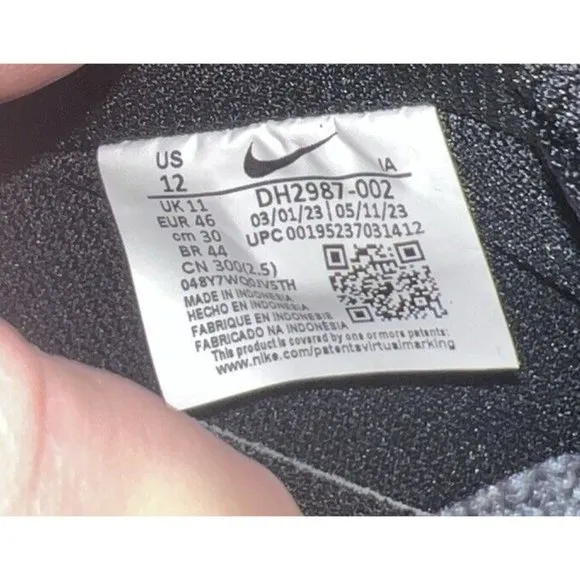 US
12
IA
DH2987-002
UK 11
03/01/23 | 05/11/23
EUR 46
UPC 00195237031412
cm 30
BR 44
CN 300(2.5)
MADE IN INDONESIA
HECHO EN INDONESIA
FABRIQUE EN INDONESIE
FABRICADO NA INDONESIA
This product is covered by one or more patents:
www.nike.com/patentsvirtualmarking